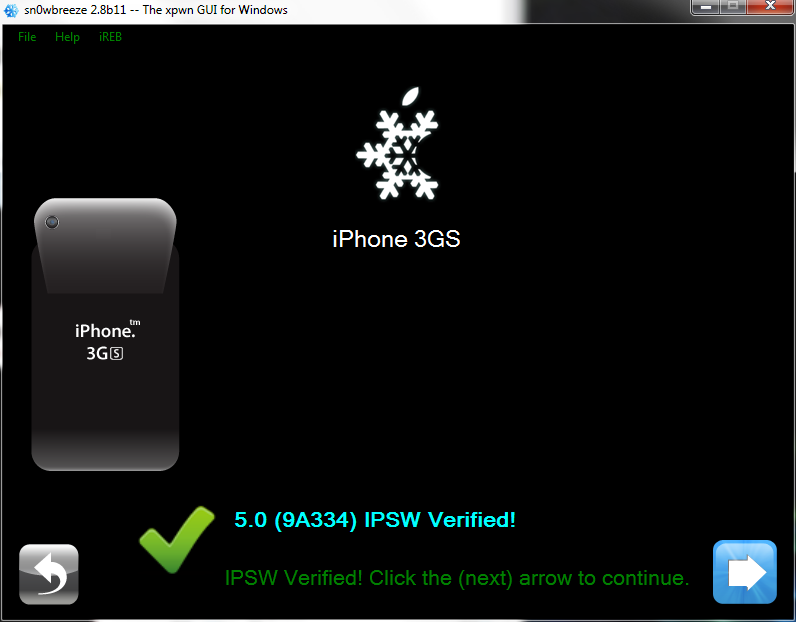 sn0wbreeze 2.8b11 -- The xpwn GUI for Windows
File Help iREB
iPhone 3GS
iPhone.™
3GS
5.0 (9A334) IPSW Verified!
IPSW Verified! Click the (next) arrow to continue.